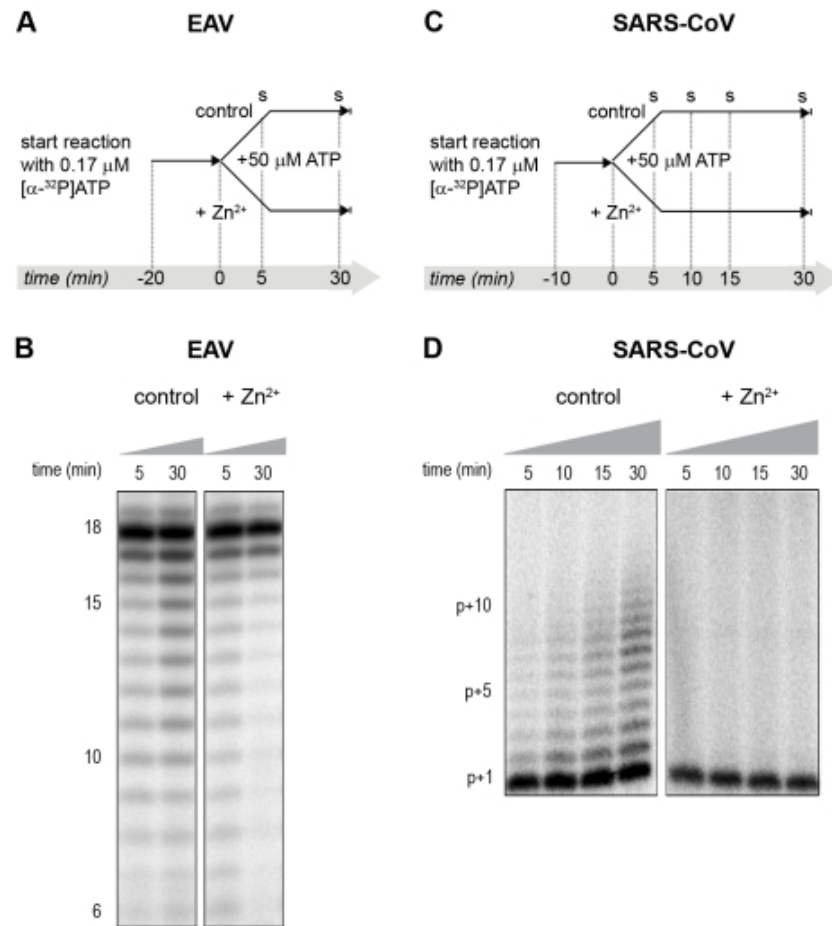 A EAV
control s s
start reaction
with 0.17 μM
[α-³²P]ATP
+50 μM ATP
+ Zn²⁺
time (min) -20 0 5 30
C SARS-CoV
control s s s s
start reaction
with 0.17 μM
[α-³²P]ATP
+50 μM ATP
+ Zn²⁺
time (min) -10 0 5 10 15 30
B EAV
control + Zn²⁺
time (min) 5 30 5 30
18
15
10
6
D SARS-CoV
control + Zn²⁺
time (min) 5 10 15 30 5 10 15 30
p+10
p+5
p+1